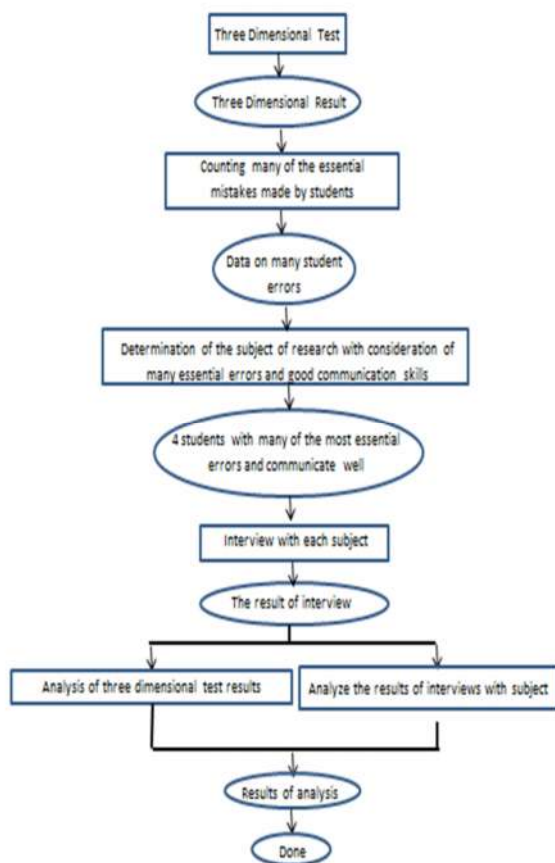 Three Dimensional Test
Three Dimensional Result
Counting many of the essential
mistakes made by students
Data on many student
errors
Determination of the subject of research with consideration of
many essential errors and good communication skills
4 students with many of the most essential
errors and communicate well
Interview with each subject
The result of interview
Analysis of three dimensional test results
Analyze the results of interviews with subject
Results of analysis
Done